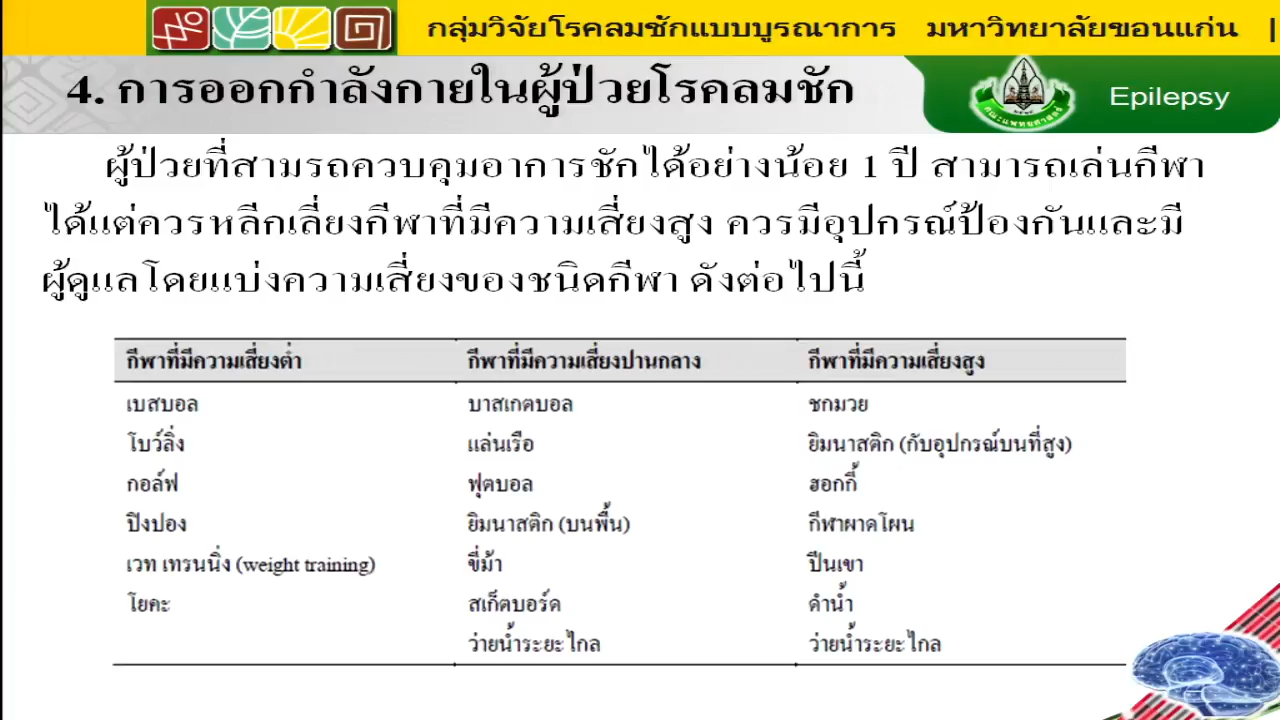 กลุ่มวิจัยโรคลมชักแบบบูรณาการ มหาวิทยาลัยขอนแก่น |
4. การออกกำลังกายในผู้ป่วยโรคลมชัก
Epilepsy
คณะแพทยศาสตร์
ผู้ป่วยที่สามรถควบคุมอาการชักได้อย่างน้อย 1 ปี สามารถเล่นกีฬา
ได้แต่ควรหลีกเลี่ยงกีฬาที่มีความเสี่ยงสูง ควรมีอุปกรณ์ป้องกันและมี
ผู้ดูแลโดยแบ่งความเสี่ยงของชนิดกีฬา ดังต่อไปนี้
กีฬาที่มีความเสี่ยงต่ำ กีฬาที่มีความเสี่ยงปานกลาง กีฬาที่มีความเสี่ยงสูง
เบสบอล บาสเกตบอล ชกมวย
โบว์ลิ่ง แล่นเรือ ยิมนาสติก (กับอุปกรณ์บนที่สูง)
กอล์ฟ ฟุตบอล ฮอกกี้
ปิงปอง ยิมนาสติก (บนพื้น) กีฬาผาดโผน
เวท เทรนนิ่ง (weight training) ขี่ม้า ปีนเขา
โยคะ สเก็ตบอร์ด ดำน้ำ
ว่ายน้ำระยะไกล ว่ายน้ำระยะไกล